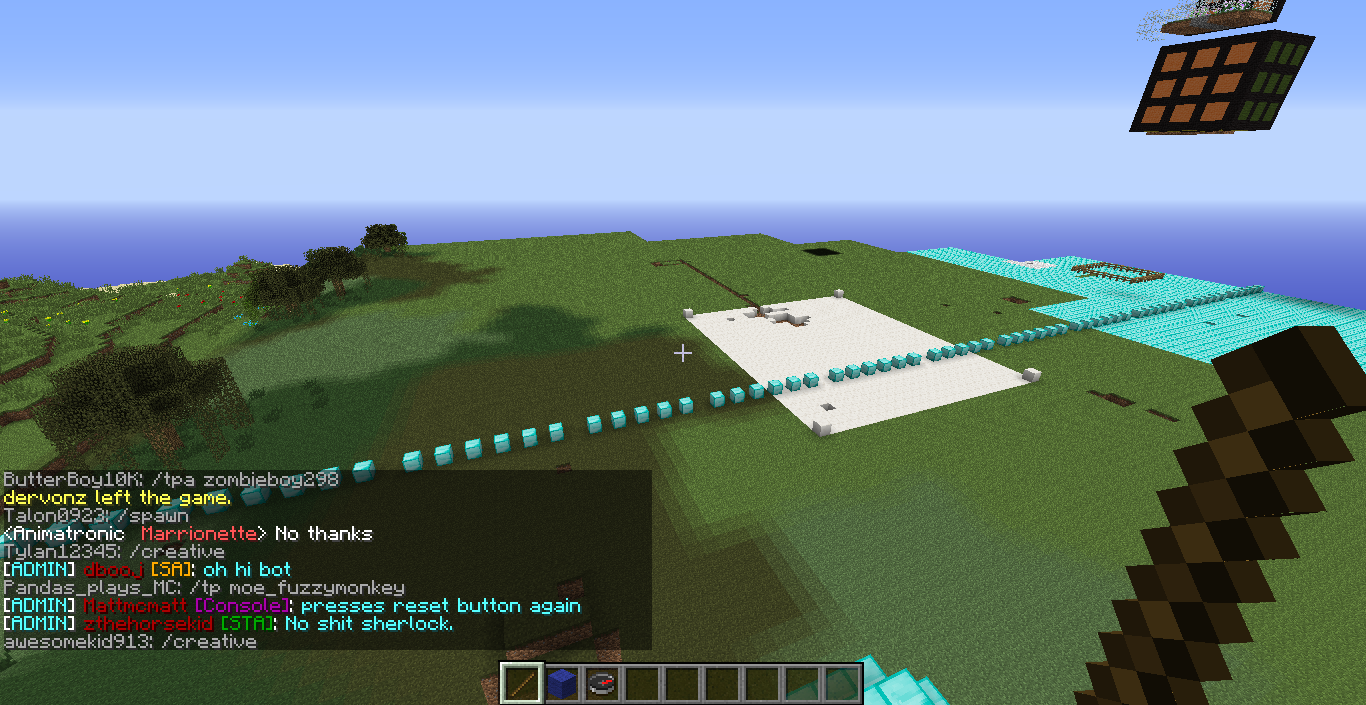 ButterBoy10K: /tpa zombiebog298
dervonz left the game.
Talon0923: /spawn
<Animatronic Marrionette> No thanks
Tylan12345: /creative
[ADMIN] dbooj [SA]: oh hi bot
Pandas_plays_MC: /tp moe_fuzzymonkey
[ADMIN] Mattmcmatt [Console]: presses reset button again
[ADMIN] zthehorsekid [STA]: No shit sherlock.
awesomekid913: /creative